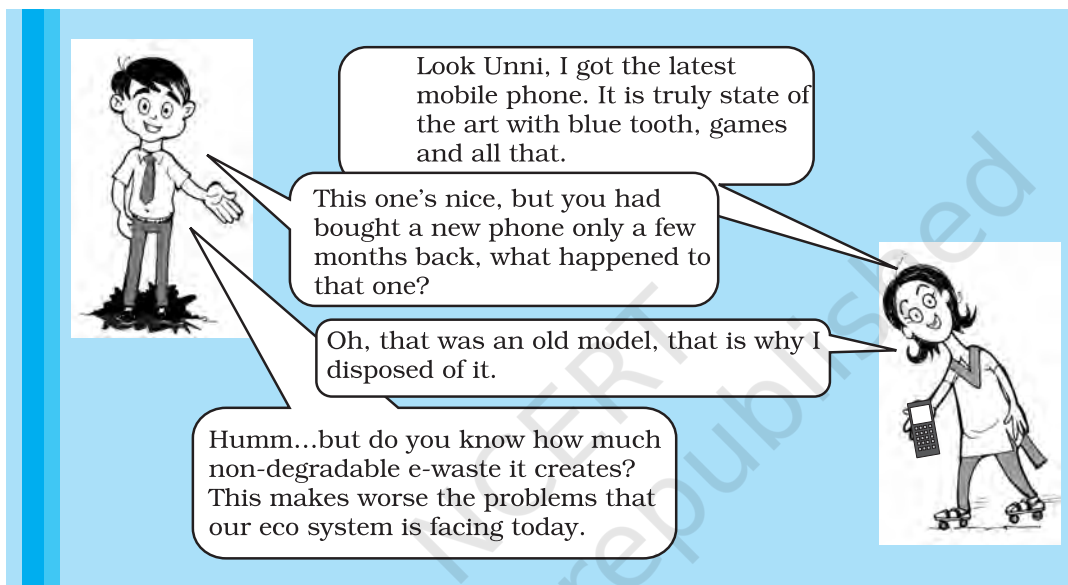 Look Unni, I got the latest
mobile phone. It is truly state of
the art with blue tooth, games
and all that.
This one's nice, but you had
bought a new phone only a few
months back, what happened to
that one?
Oh, that was an old model, that is why I
disposed of it.
Humm...but do you know how much
non-degradable e-waste it creates?
This makes worse the problems that
our eco system is facing today.
NCERT
republished